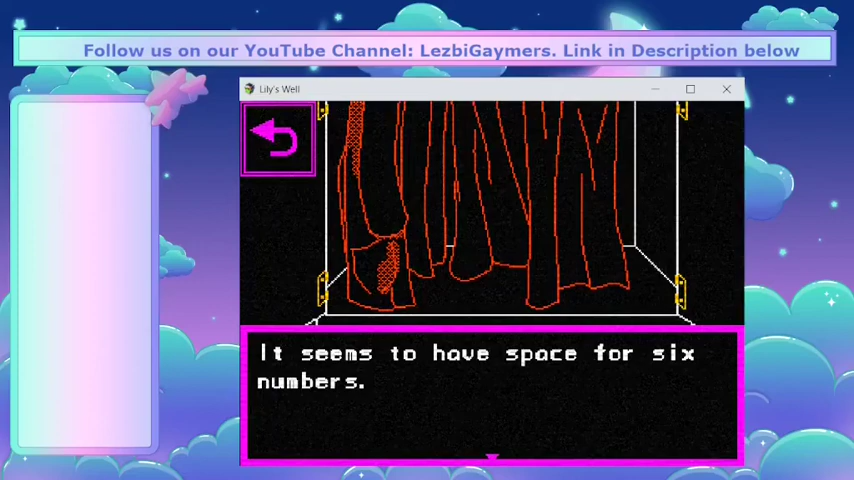 Follow us on our YouTube Channel: LezbiGaymers. Link in Description below
Lily's Well
It seems to have space for six
numbers.